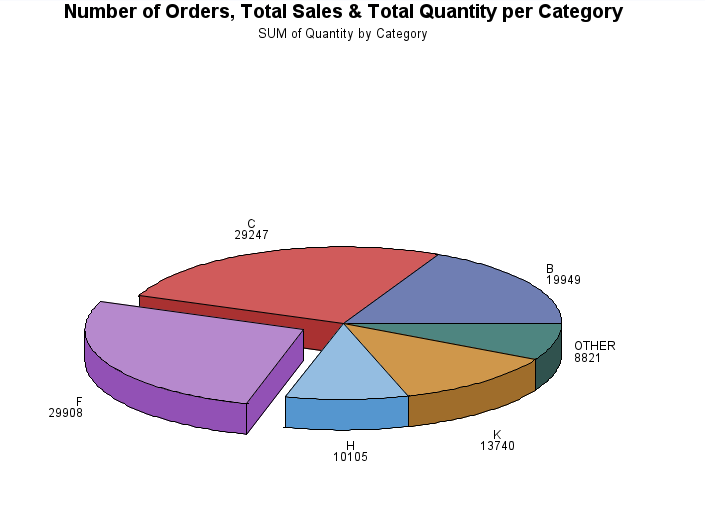 Number of Orders, Total Sales & Total Quantity per Category
SUM of Quantity by Category
C
29247
B
19949
OTHER
8821
F
29908
K
13740
H
10105